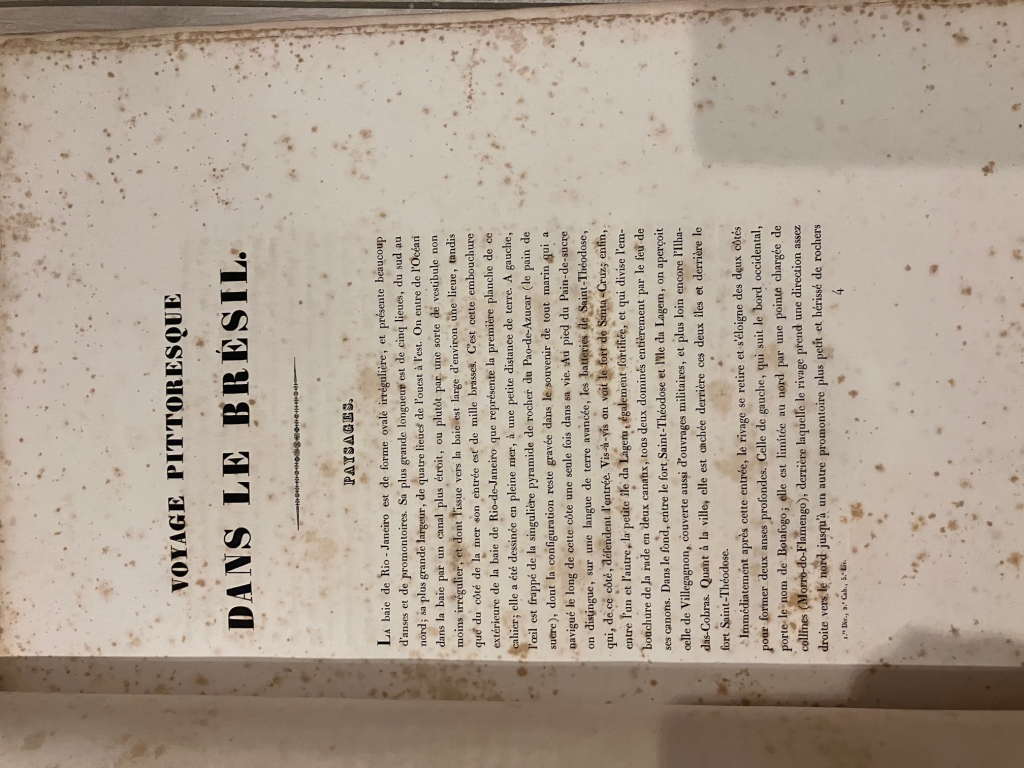 VOYAGE PITTORESQUE
DANS LE BRÉSIL.
PAYSAGES.
LA baie de Rio-Janeiro est de forme ovale irrégulière, et présente beaucoup
d'anses et de promontoires. Sa plus grande longueur est de cinq lieues, du sud au
nord; sa plus grande largeur, de quatre lieues de l'ouest à l'est. On entre de l'Océan
dans la baie par un canal plus étroit, ou plutôt par une sorte de vestibule non
moins irrégulier, et dont l'issue vers la baie est large d'environ une lieue, tandis
que du côté de la mer son entrée est de mille brasses. C'est cette embouchure
extérieure de la baie de Rio-de-Janeiro que représente la première planche de ce
cahier; elle a été dessinée en pleine mer, à une petite distance de terre. A gauche,
l'œil est frappé de la singulière pyramide de rocher du Pao-de-Azucar (le pain de
sucre), dont la configuration reste gravée dans le souvenir de tout marin qui a
navigué le long de cette côte une seule fois dans sa vie. Au pied du Pain-de-sucre
on distingue, sur une langue de terre avancée, les batteries de Saint-Théodose,
qui, de ce côté, défendent l'entrée. Vis-à-vis on voit le fort de Santa-Cruz; enfin,
entre l'un et l'autre, la petite île da Lagem, également fortifiée, et qui divise l'em-
bouchure de la rade en deux canaux, tous deux dominés entièrement par le feu de
ses canons. Dans le fond, entre le fort Saint-Théodose et l'île da Lagem, on aperçoit
celle de Villegagnon, couverte aussi d'ouvrages militaires, et plus loin encore l'Ilha-
das-Cobras. Quant à la ville, elle est cachée derrière ces deux îles et derrière le
fort Saint-Théodose.
Immédiatement après cette entrée, le rivage se retire et s'éloigne des deux côtés
pour former deux anses profondes. Celle de gauche, qui suit le bord occidental,
porte le nom de Botafogo; elle est limitée au nord par une pointe chargée de
collines (Morro-do-Flamengo), derrière laquelle le rivage prend une direction assez
droite vers le nord jusqu'à un autre promontoire plus petit et hérissé de rochers
1.re Div., 2.e Cah., 1.e Liv.
4